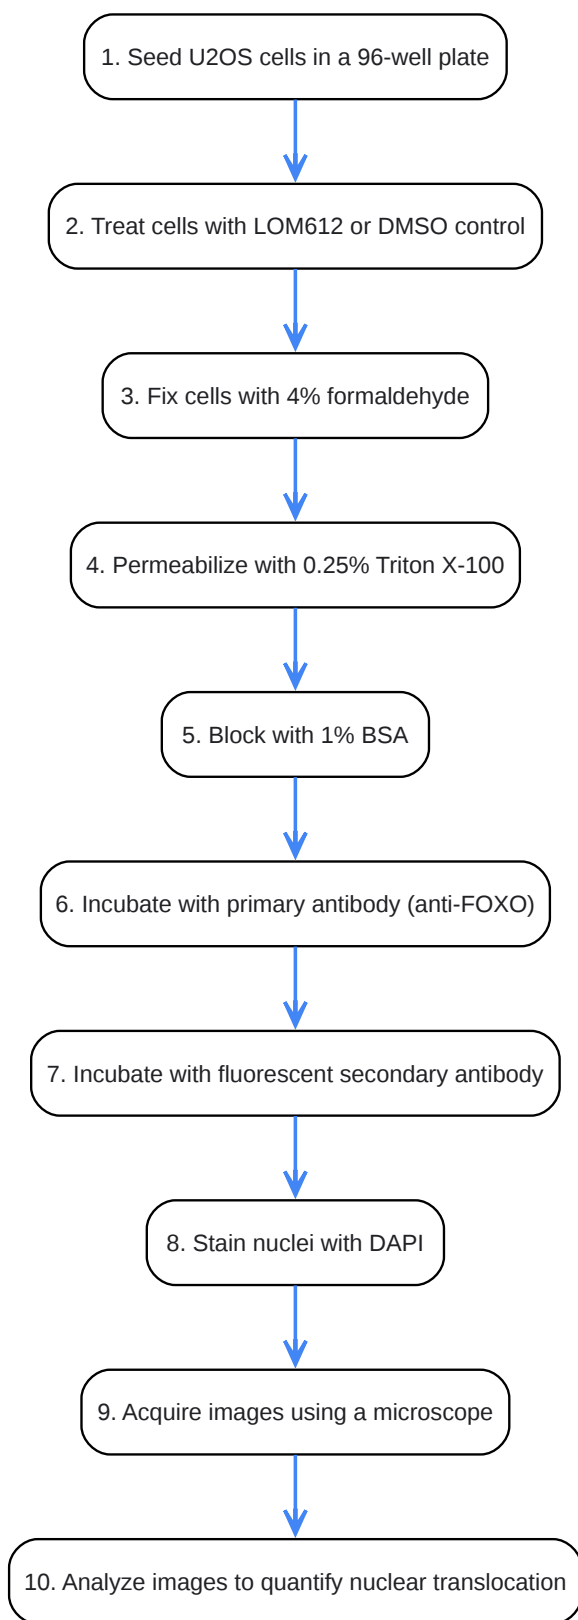 1. Seed U2OS cells in a 96-well plate
2. Treat cells with LOM612 or DMSO control
3. Fix cells with 4% formaldehyde
4. Permeabilize with 0.25% Triton X-100
5. Block with 1% BSA
6. Incubate with primary antibody (anti-FOXO)
7. Incubate with fluorescent secondary antibody
8. Stain nuclei with DAPI
9. Acquire images using a microscope
10. Analyze images to quantify nuclear translocation